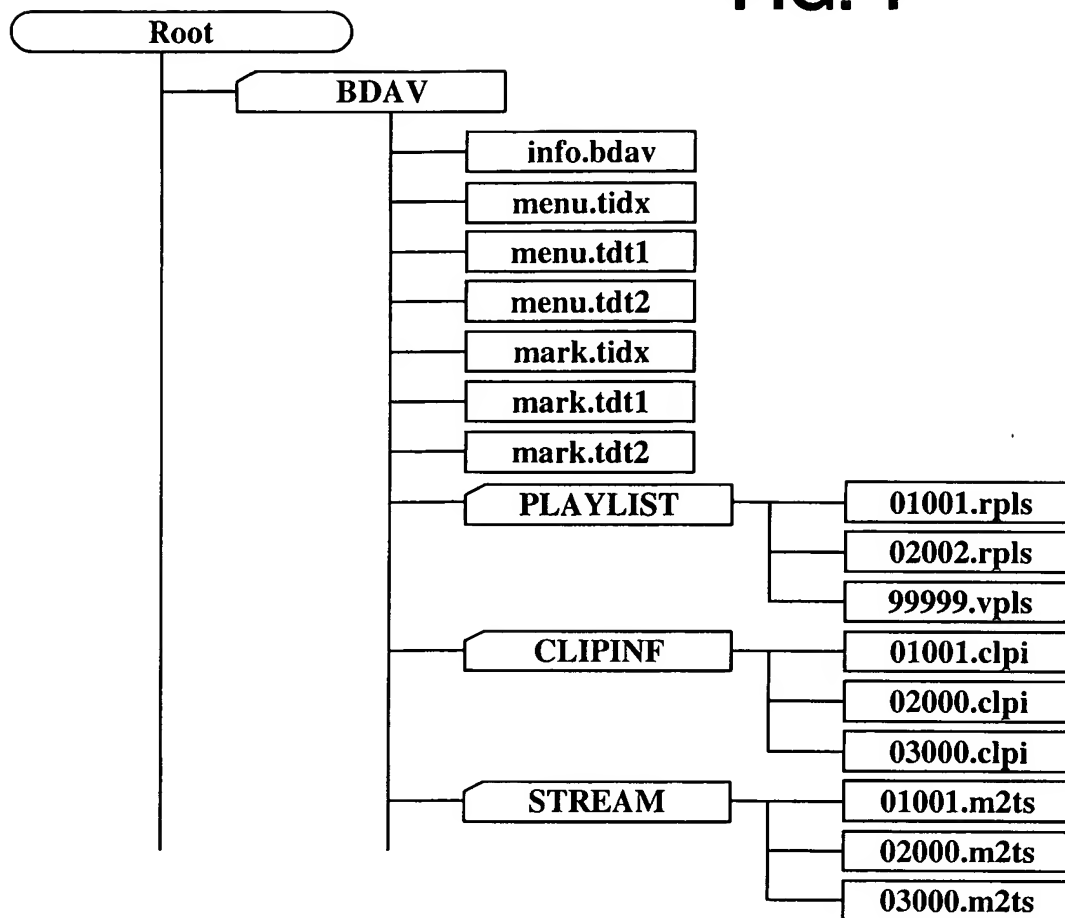 Root
BDAV
info.bdav
menu.tidx
menu.tdt1
menu.tdt2
mark.tidx
mark.tdt1
mark.tdt2
PLAYLIST
01001.rpls
02002.rpls
99999.vpls
CLIPINF
01001.clpi
02000.clpi
03000.clpi
STREAM
01001.m2ts
02000.m2ts
03000.m2ts